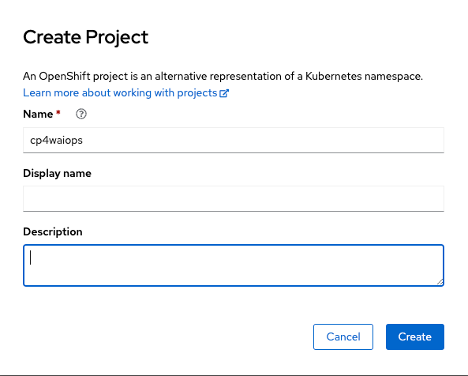 Create Project
An OpenShift project is an alternative representation of a Kubernetes namespace.
Learn more about working with projects
Name *
cp4waiops
Display name
Description
Cancel
Create